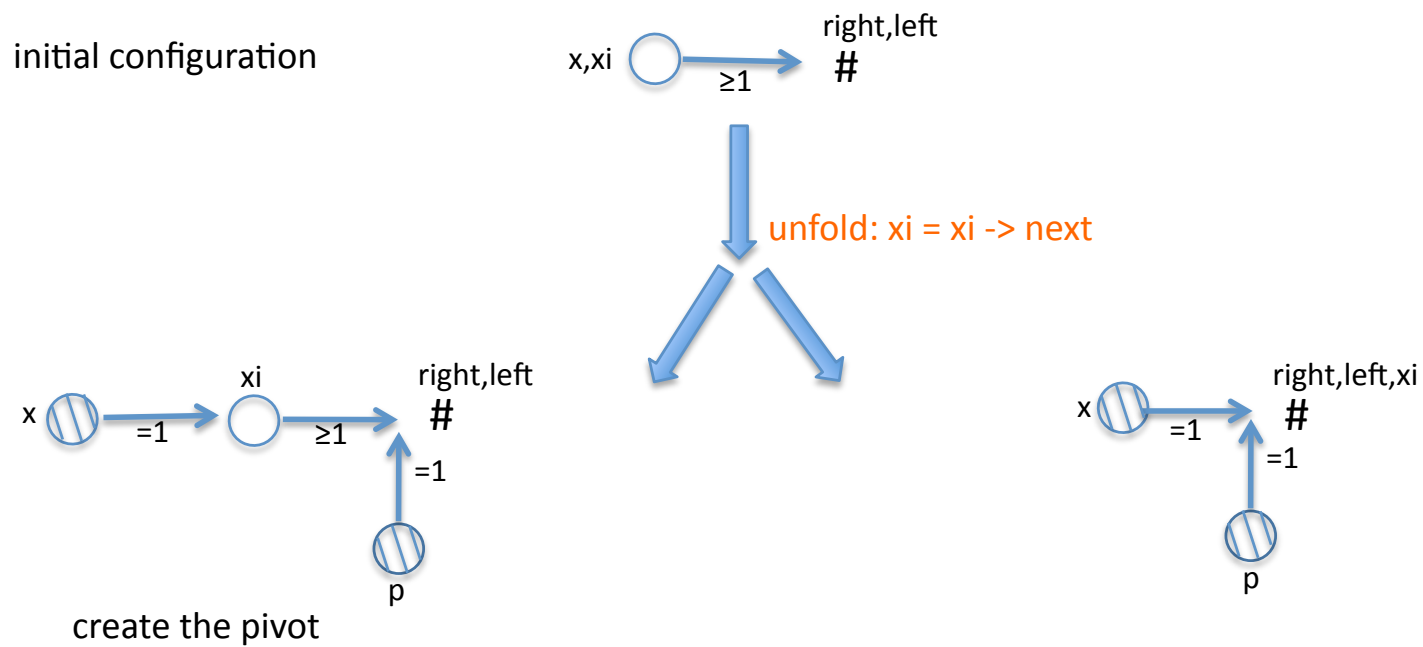 initial configuration
x,xi
right,left
#
≥1
unfold: xi = xi -> next
x
=1
xi
≥1
right,left
#
=1
p
x
=1
right,left,xi
#
=1
p
create the pivot